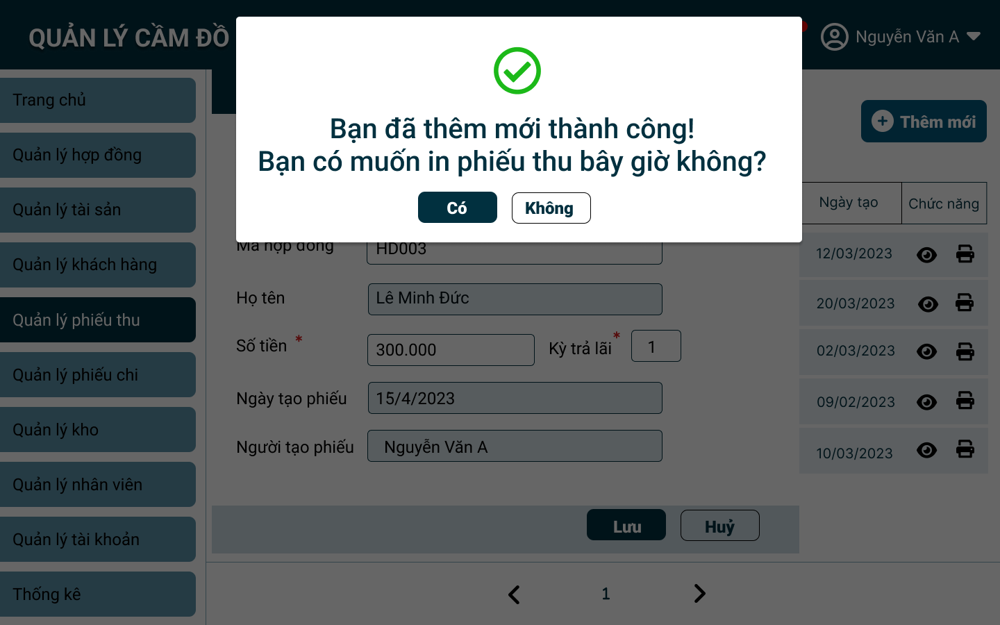 QUẢN LÝ CẦM ĐỒ
Nguyễn Văn A
Bạn đã thêm mới thành công!
Bạn có muốn in phiếu thu bây giờ không?
Có
Không
Trang chủ
Quản lý hợp đồng
Quản lý tài sản
Quản lý khách hàng
Quản lý phiếu thu
Quản lý phiếu chi
Quản lý kho
Quản lý nhân viên
Quản lý tài khoản
Thống kê
Thêm mới
Ngày tạo
Chức năng
Mã hợp đồng
HD003
Họ tên
Lê Minh Đức
Số tiền *
300.000
Kỳ trả lãi *
1
Ngày tạo phiếu
15/4/2023
Người tạo phiếu
Nguyễn Văn A
12/03/2023
20/03/2023
02/03/2023
09/02/2023
10/03/2023
Lưu
Huỷ
1